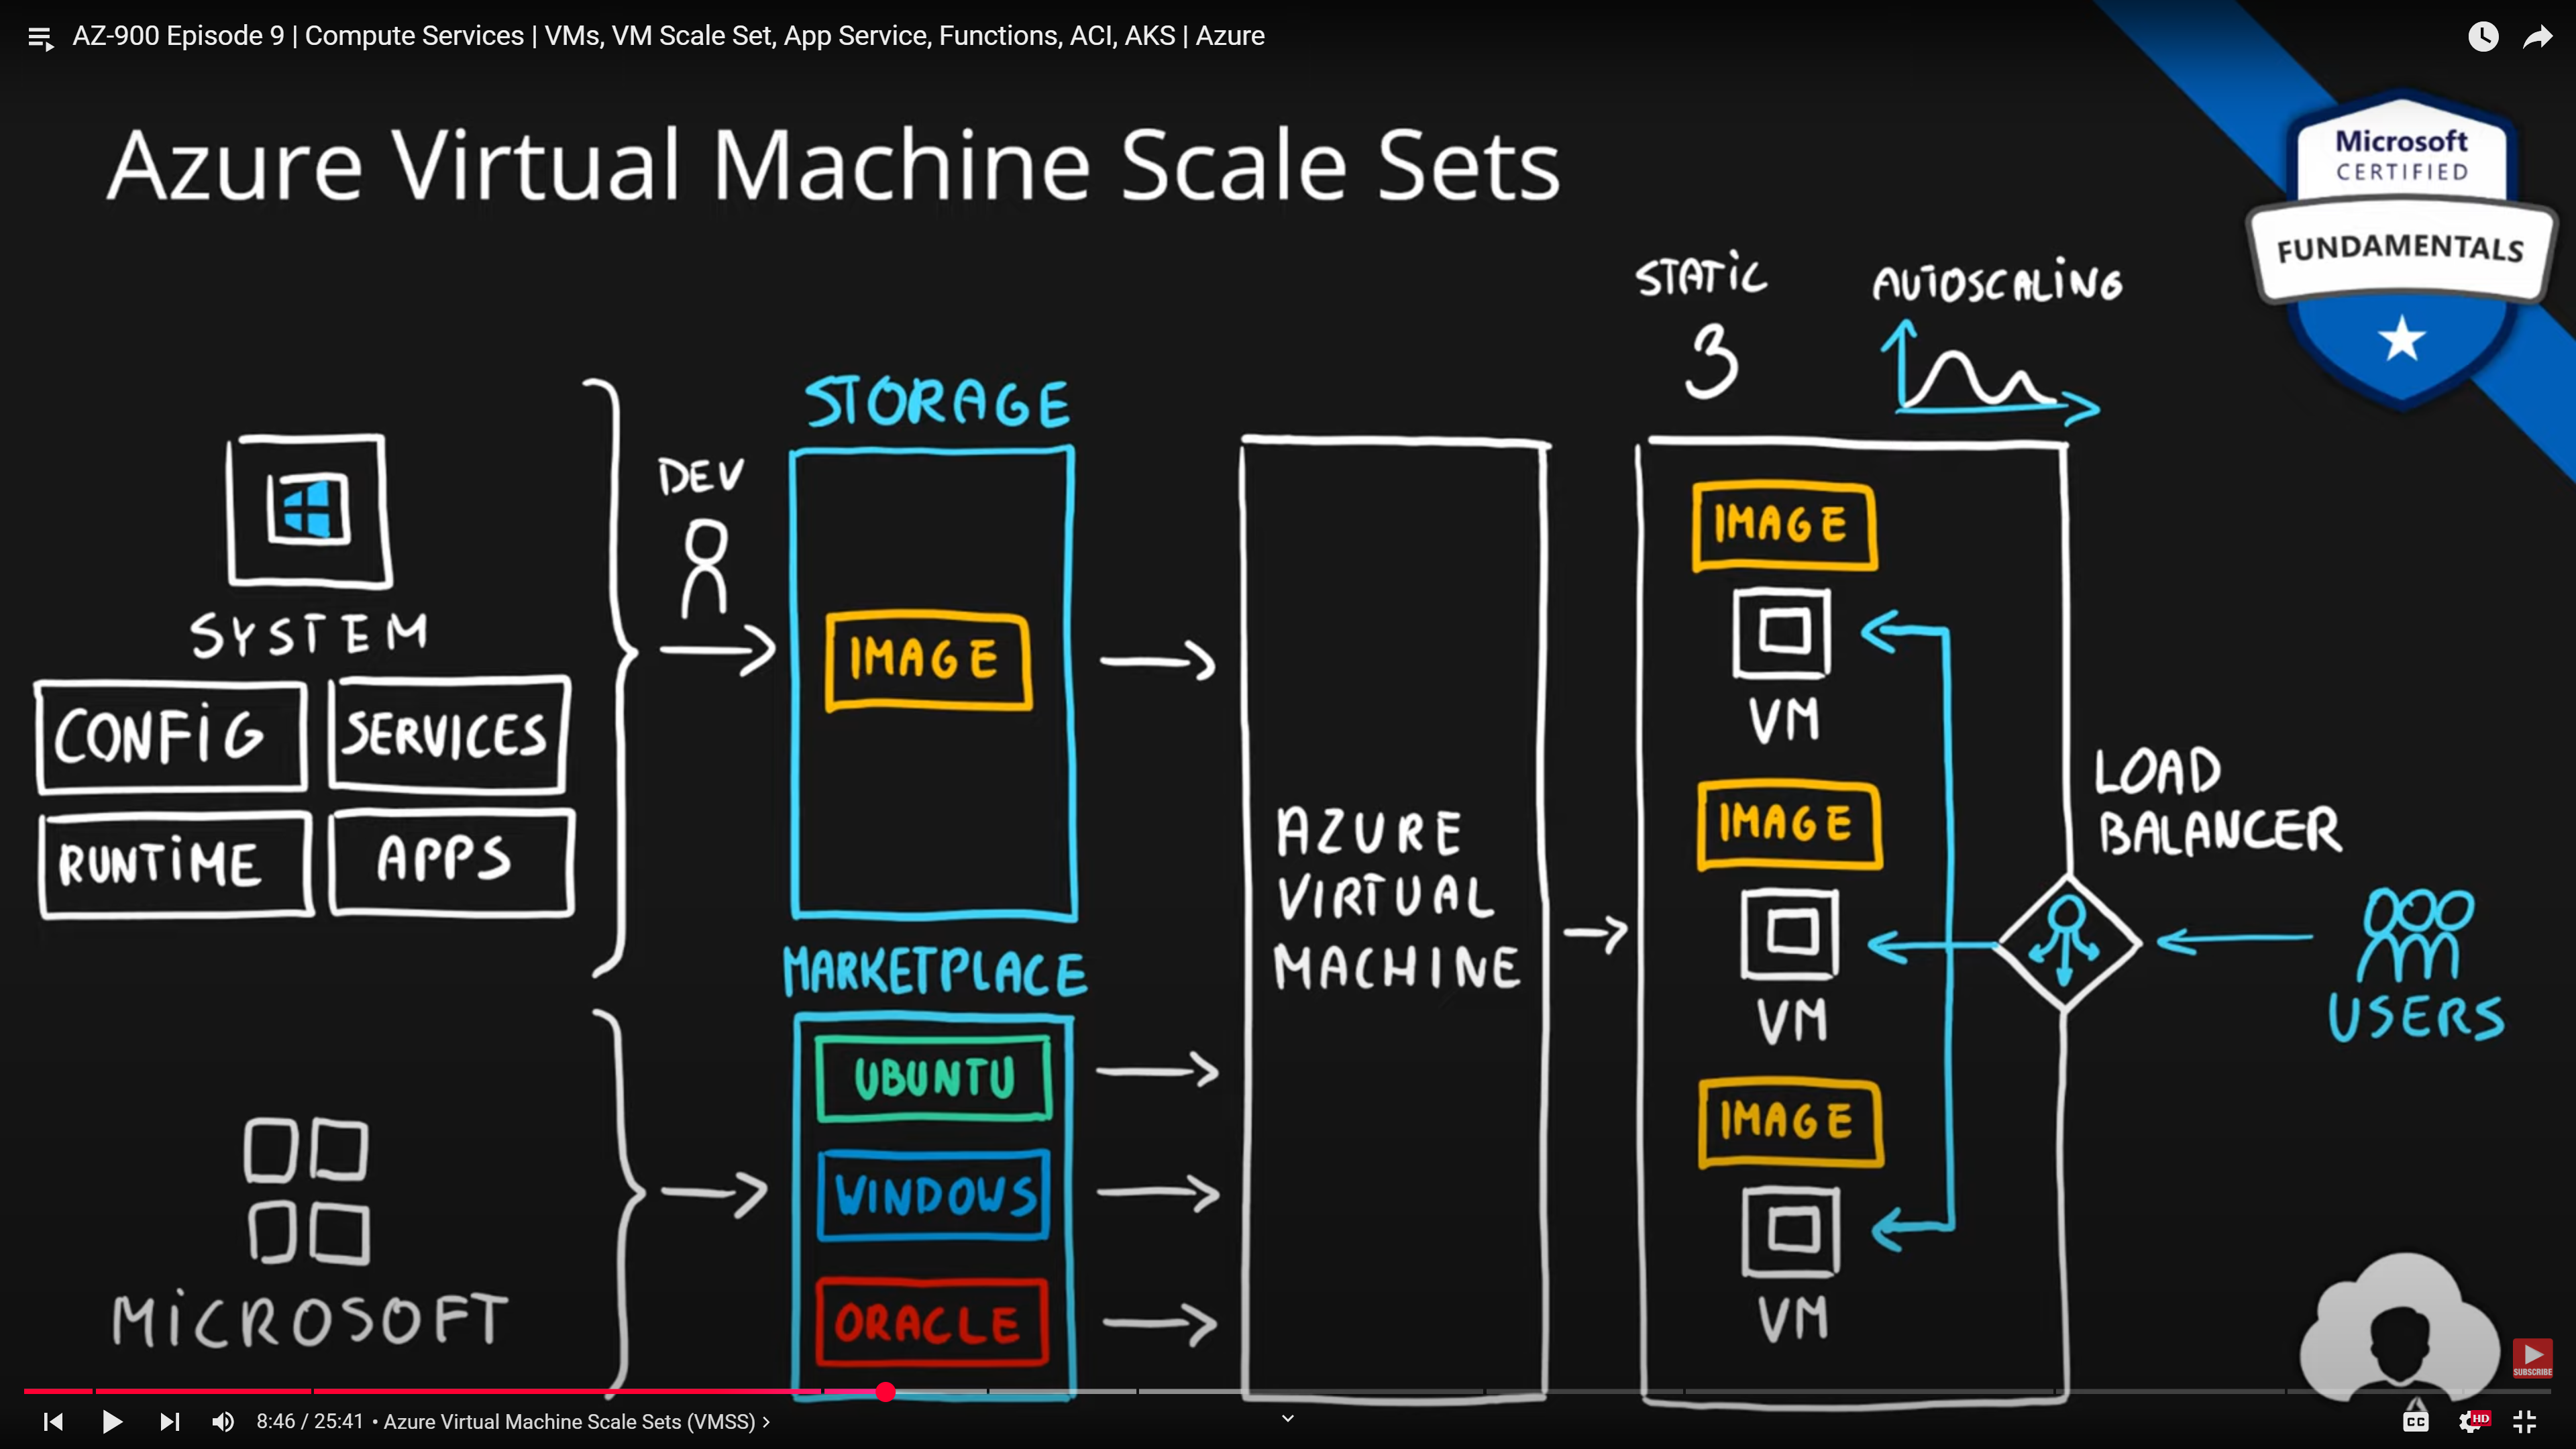 AZ-900 Episode 9 | Compute Services | VMs, VM Scale Set, App Service, Functions, ACI, AKS | Azure
Azure Virtual Machine Scale Sets
Microsoft
CERTIFIED
FUNDAMENTALS
STATIC
3
AUTOSCALING
SYSTEM
CONFIG
SERVICES
RUNTIME
APPS
DEV
STORAGE
IMAGE
MARKETPLACE
UBUNTU
WINDOWS
ORACLE
MICROSOFT
AZURE
VIRTUAL
MACHINE
IMAGE
VM
IMAGE
VM
IMAGE
VM
LOAD
BALANCER
USERS
SUBSCRIBE
8:46 / 25:41 • Azure Virtual Machine Scale Sets (VMSS) >
CC
HD